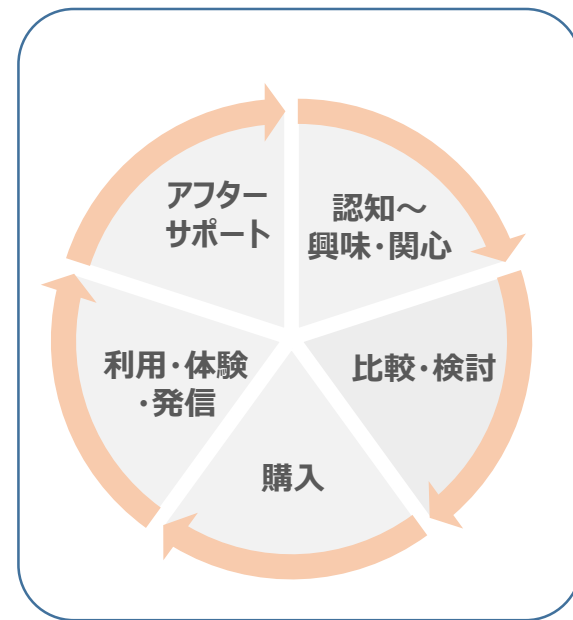 認知～
興味・関心
比較・検討
購入
利用・体験
・発信
アフター
サポート